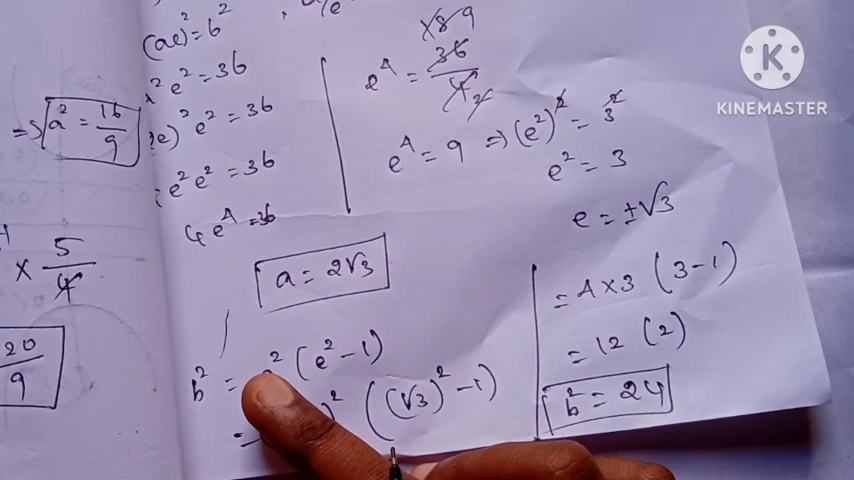 (ae)² = b²
e² = 36
e)² e² = 36
e² e² = 36
4e⁴ = 36
a = 2√3
b² = ² (e² - 1)
= )² ((√3)² - 1)
e⁴ = 36/4
e⁴ = 9 => (e²)² = 3²
e² = 3
e = ±√3
= 4 × 3 (3 - 1)
= 12 (2)
b² = 24
=> a² = 16/9
× 5/4
20/9
KINEMASTER